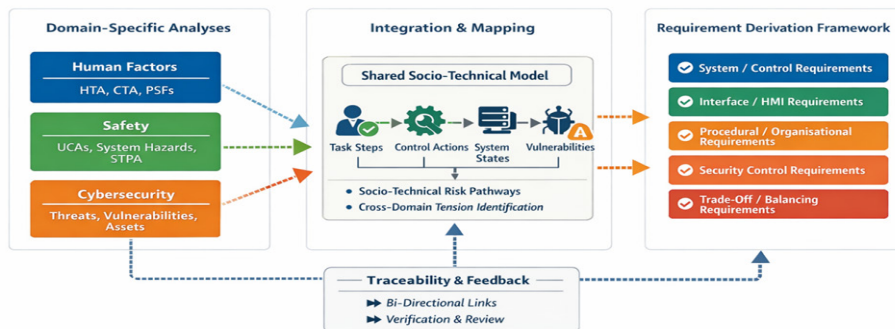 Domain-Specific Analyses
Human Factors
HTA, CTA, PSFs
Safety
UCAs, System Hazards,
STPA
Cybersecurity
Threats, Vulnerabilities,
Assets
Integration & Mapping
Shared Socio-Technical Model
Task Steps
Control Actions
System
States
Vulnerabilities
A
• Socio-Technical Risk Pathways
• Cross-Domain Tension Identification
Requirement Derivation Framework
System / Control Requirements
Interface / HMI Requirements
Procedural / Organisational
Requirements
Security Control Requirements
Trade-Off / Balancing
Requirements
Traceability & Feedback
Bi-Directional Links
Verification & Review